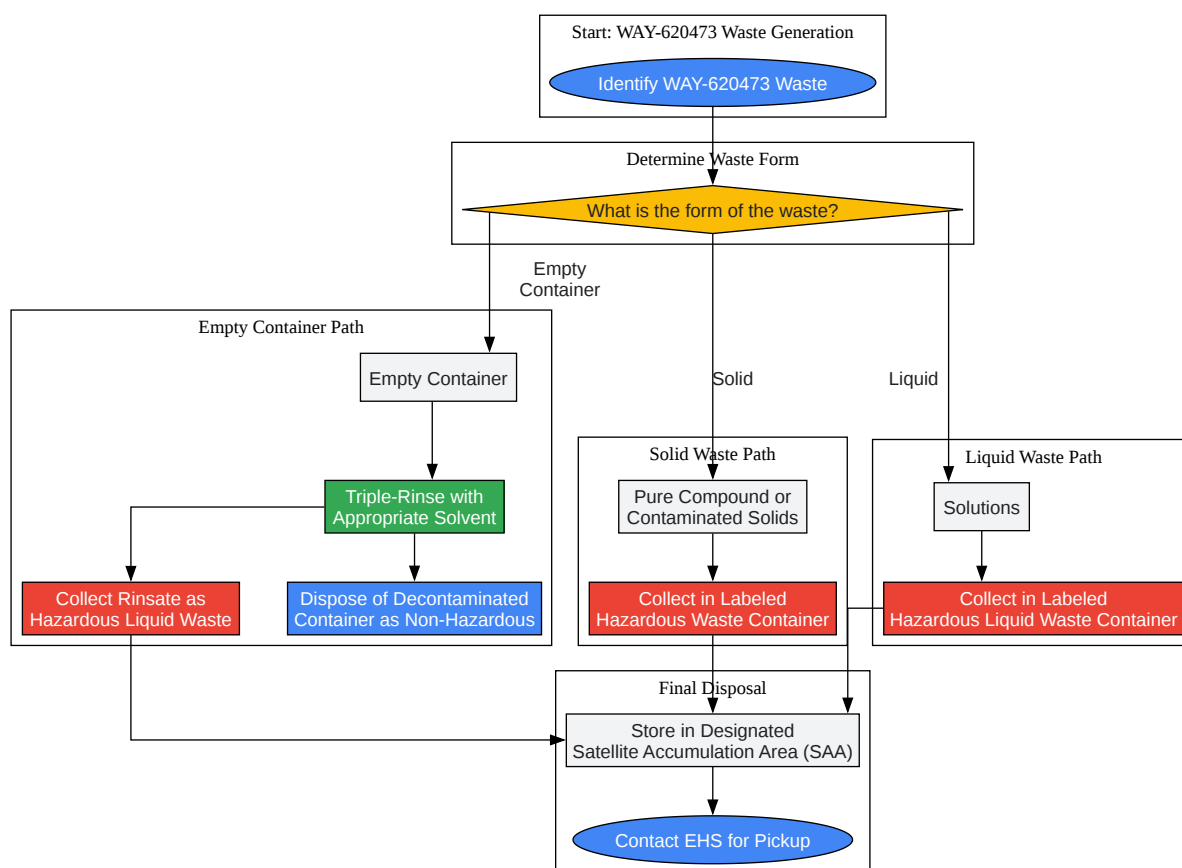 Start: WAY-620473 Waste Generation
Identify WAY-620473 Waste
Determine Waste Form
What is the form of the waste?
Empty
Container
Solid
Liquid
Empty Container Path
Empty Container
Triple-Rinse with
Appropriate Solvent
Collect Rinsate as
Hazardous Liquid Waste
Dispose of Decontaminated
Container as Non-Hazardous
Solid Waste Path
Pure Compound or
Contaminated Solids
Collect in Labeled
Hazardous Waste Container
Liquid Waste Path
Solutions
Collect in Labeled
Hazardous Liquid Waste Container
Final Disposal
Store in Designated
Satellite Accumulation Area (SAA)
Contact EHS for Pickup